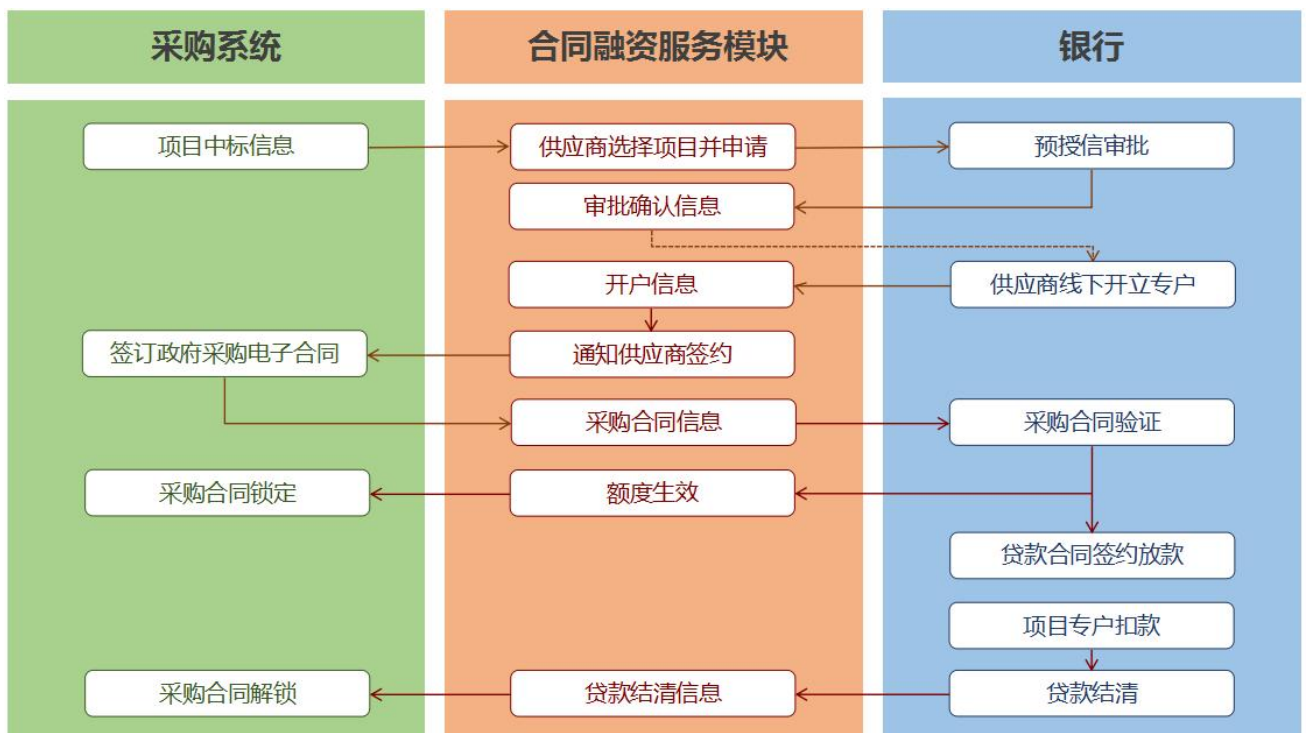 采购系统
合同融资服务模块
银行
项目中标信息
供应商选择项目并申请
预授信审批
审批确认信息
开户信息
供应商线下开立专户
签订政府采购电子合同
通知供应商签约
采购合同信息
采购合同验证
采购合同锁定
额度生效
贷款合同签约放款
项目专户扣款
采购合同解锁
贷款结清信息
贷款结清